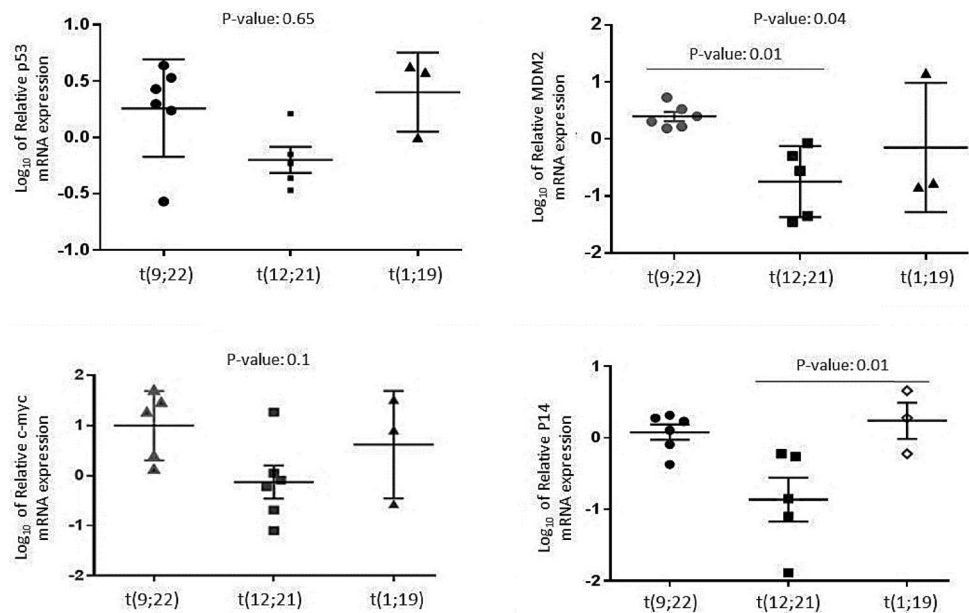 P-value: 0.65
Log10 of Relative p53
mRNA expression
1.0
0.5
0.0
-0.5
-1.0
t(9;22) t(12;21) t(1;19)
P-value: 0.04
P-value: 0.01
Log10 of Relative MDM2
mRNA expression
2
1
0
-1
-2
t(9;22) t(12;21) t(1;19)
P-value: 0.1
Log10 of Relative c-myc
mRNA expression
2
1
0
-1
-2
t(9;22) t(12;21) t(1;19)
P-value: 0.01
Log10 of Relative P14
mRNA expression
1
0
-1
-2
t(9;22) t(12;21) t(1;19)